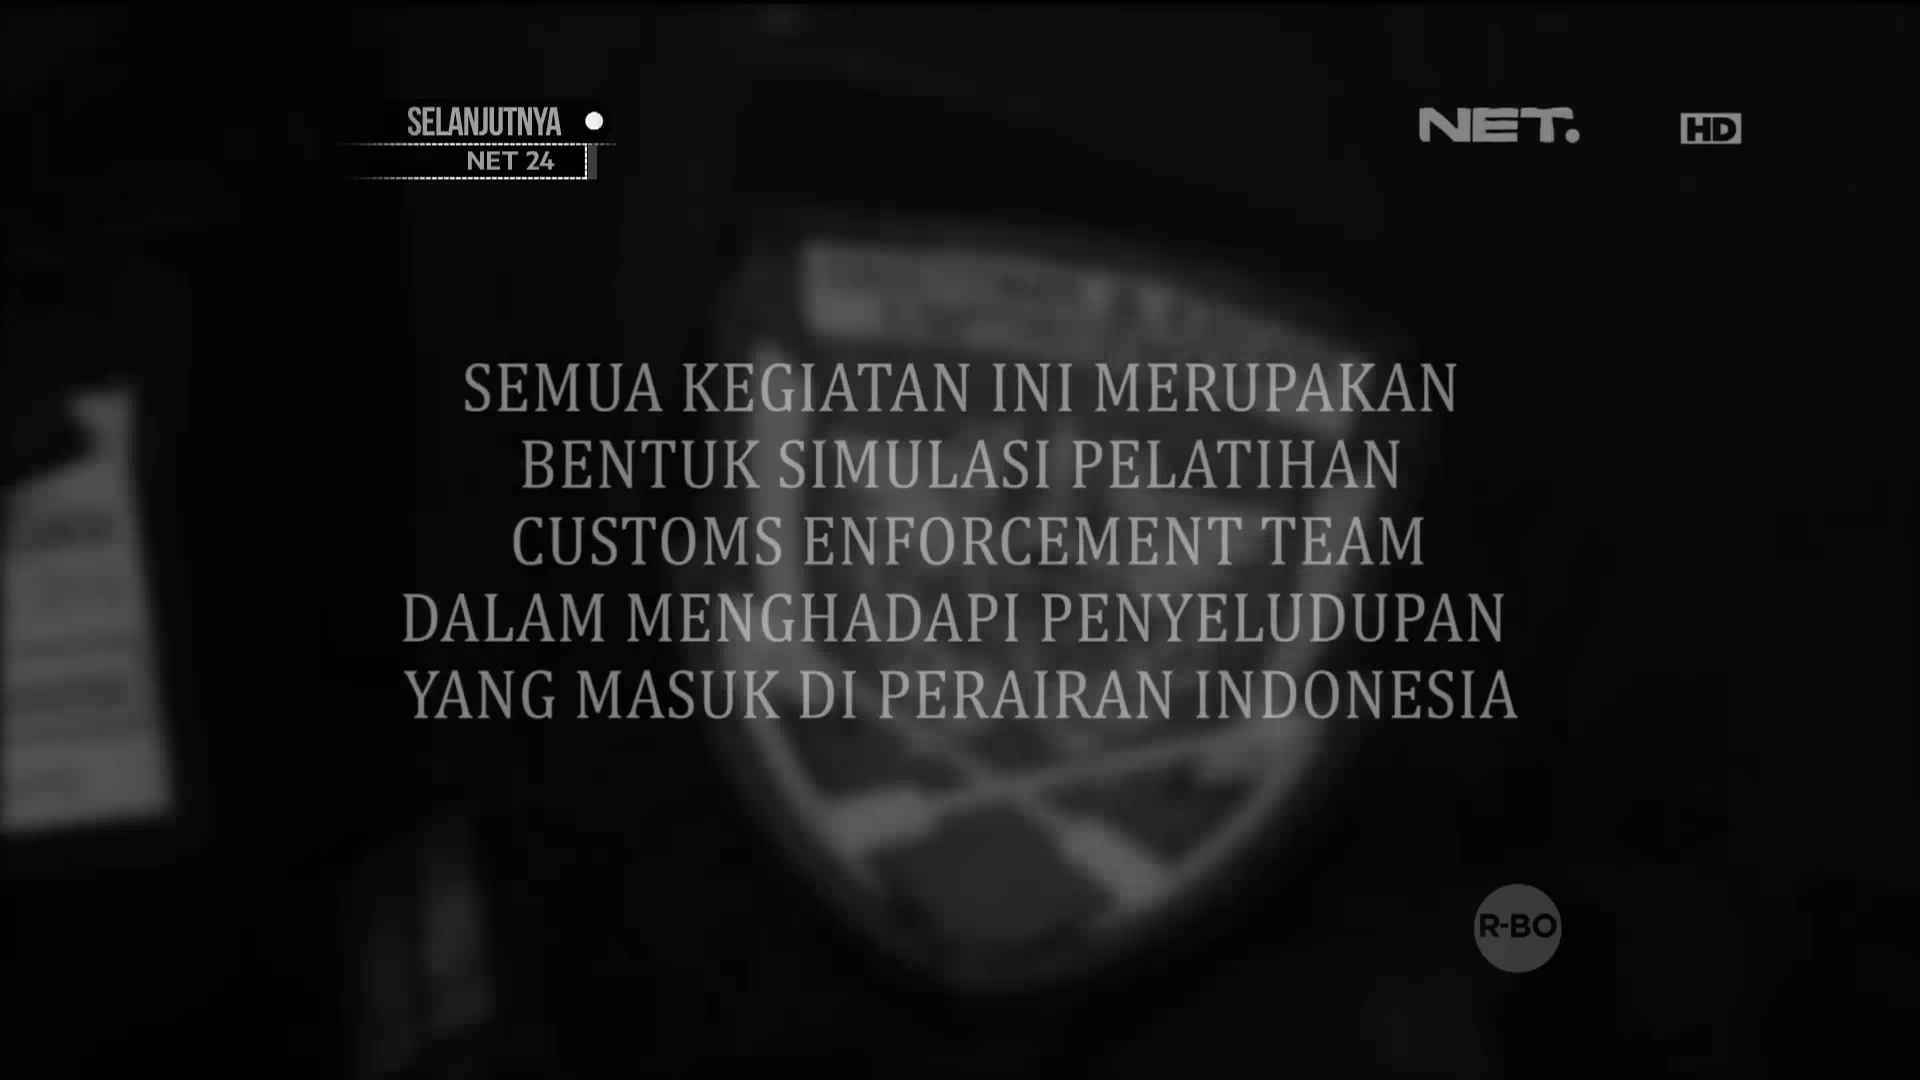 SELANJUTNYA
NET 24
NET.
HD
SEMUA KEGIATAN INI MERUPAKAN
BENTUK SIMULASI PELATIHAN
CUSTOMS ENFORCEMENT TEAM
DALAM MENGHADAPI PENYELUDUPAN
YANG MASUK DI PERAIRAN INDONESIA
R-BO